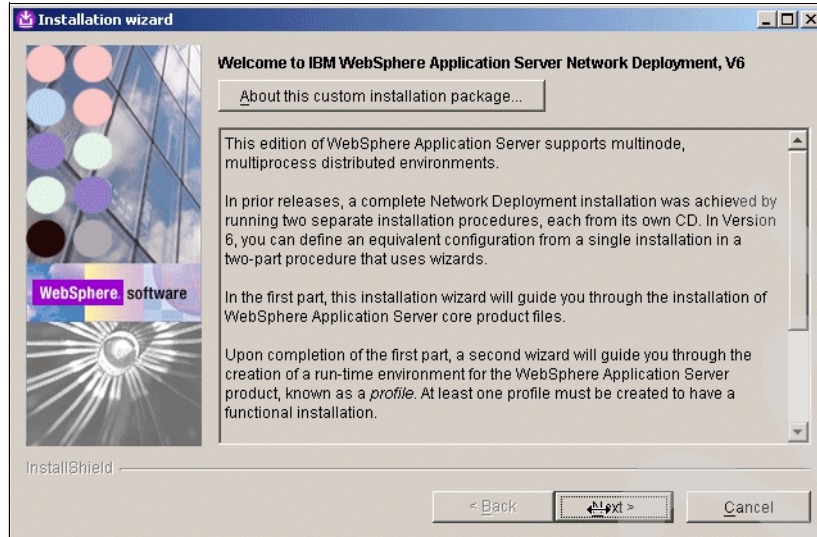 Installation wizard
Welcome to IBM WebSphere Application Server Network Deployment, V6
About this custom installation package...
This edition of WebSphere Application Server supports multinode,
multiprocess distributed environments.
In prior releases, a complete Network Deployment installation was achieved by
running two separate installation procedures, each from its own CD. In Version
6, you can define an equivalent configuration from a single installation in a
two-part procedure that uses wizards.
In the first part, this installation wizard will guide you through the installation of
WebSphere Application Server core product files.
Upon completion of the first part, a second wizard will guide you through the
creation of a run-time environment for the WebSphere Application Server
product, known as a profile. At least one profile must be created to have a
functional installation.
WebSphere. software
InstallShield
< Back
Next >
Cancel